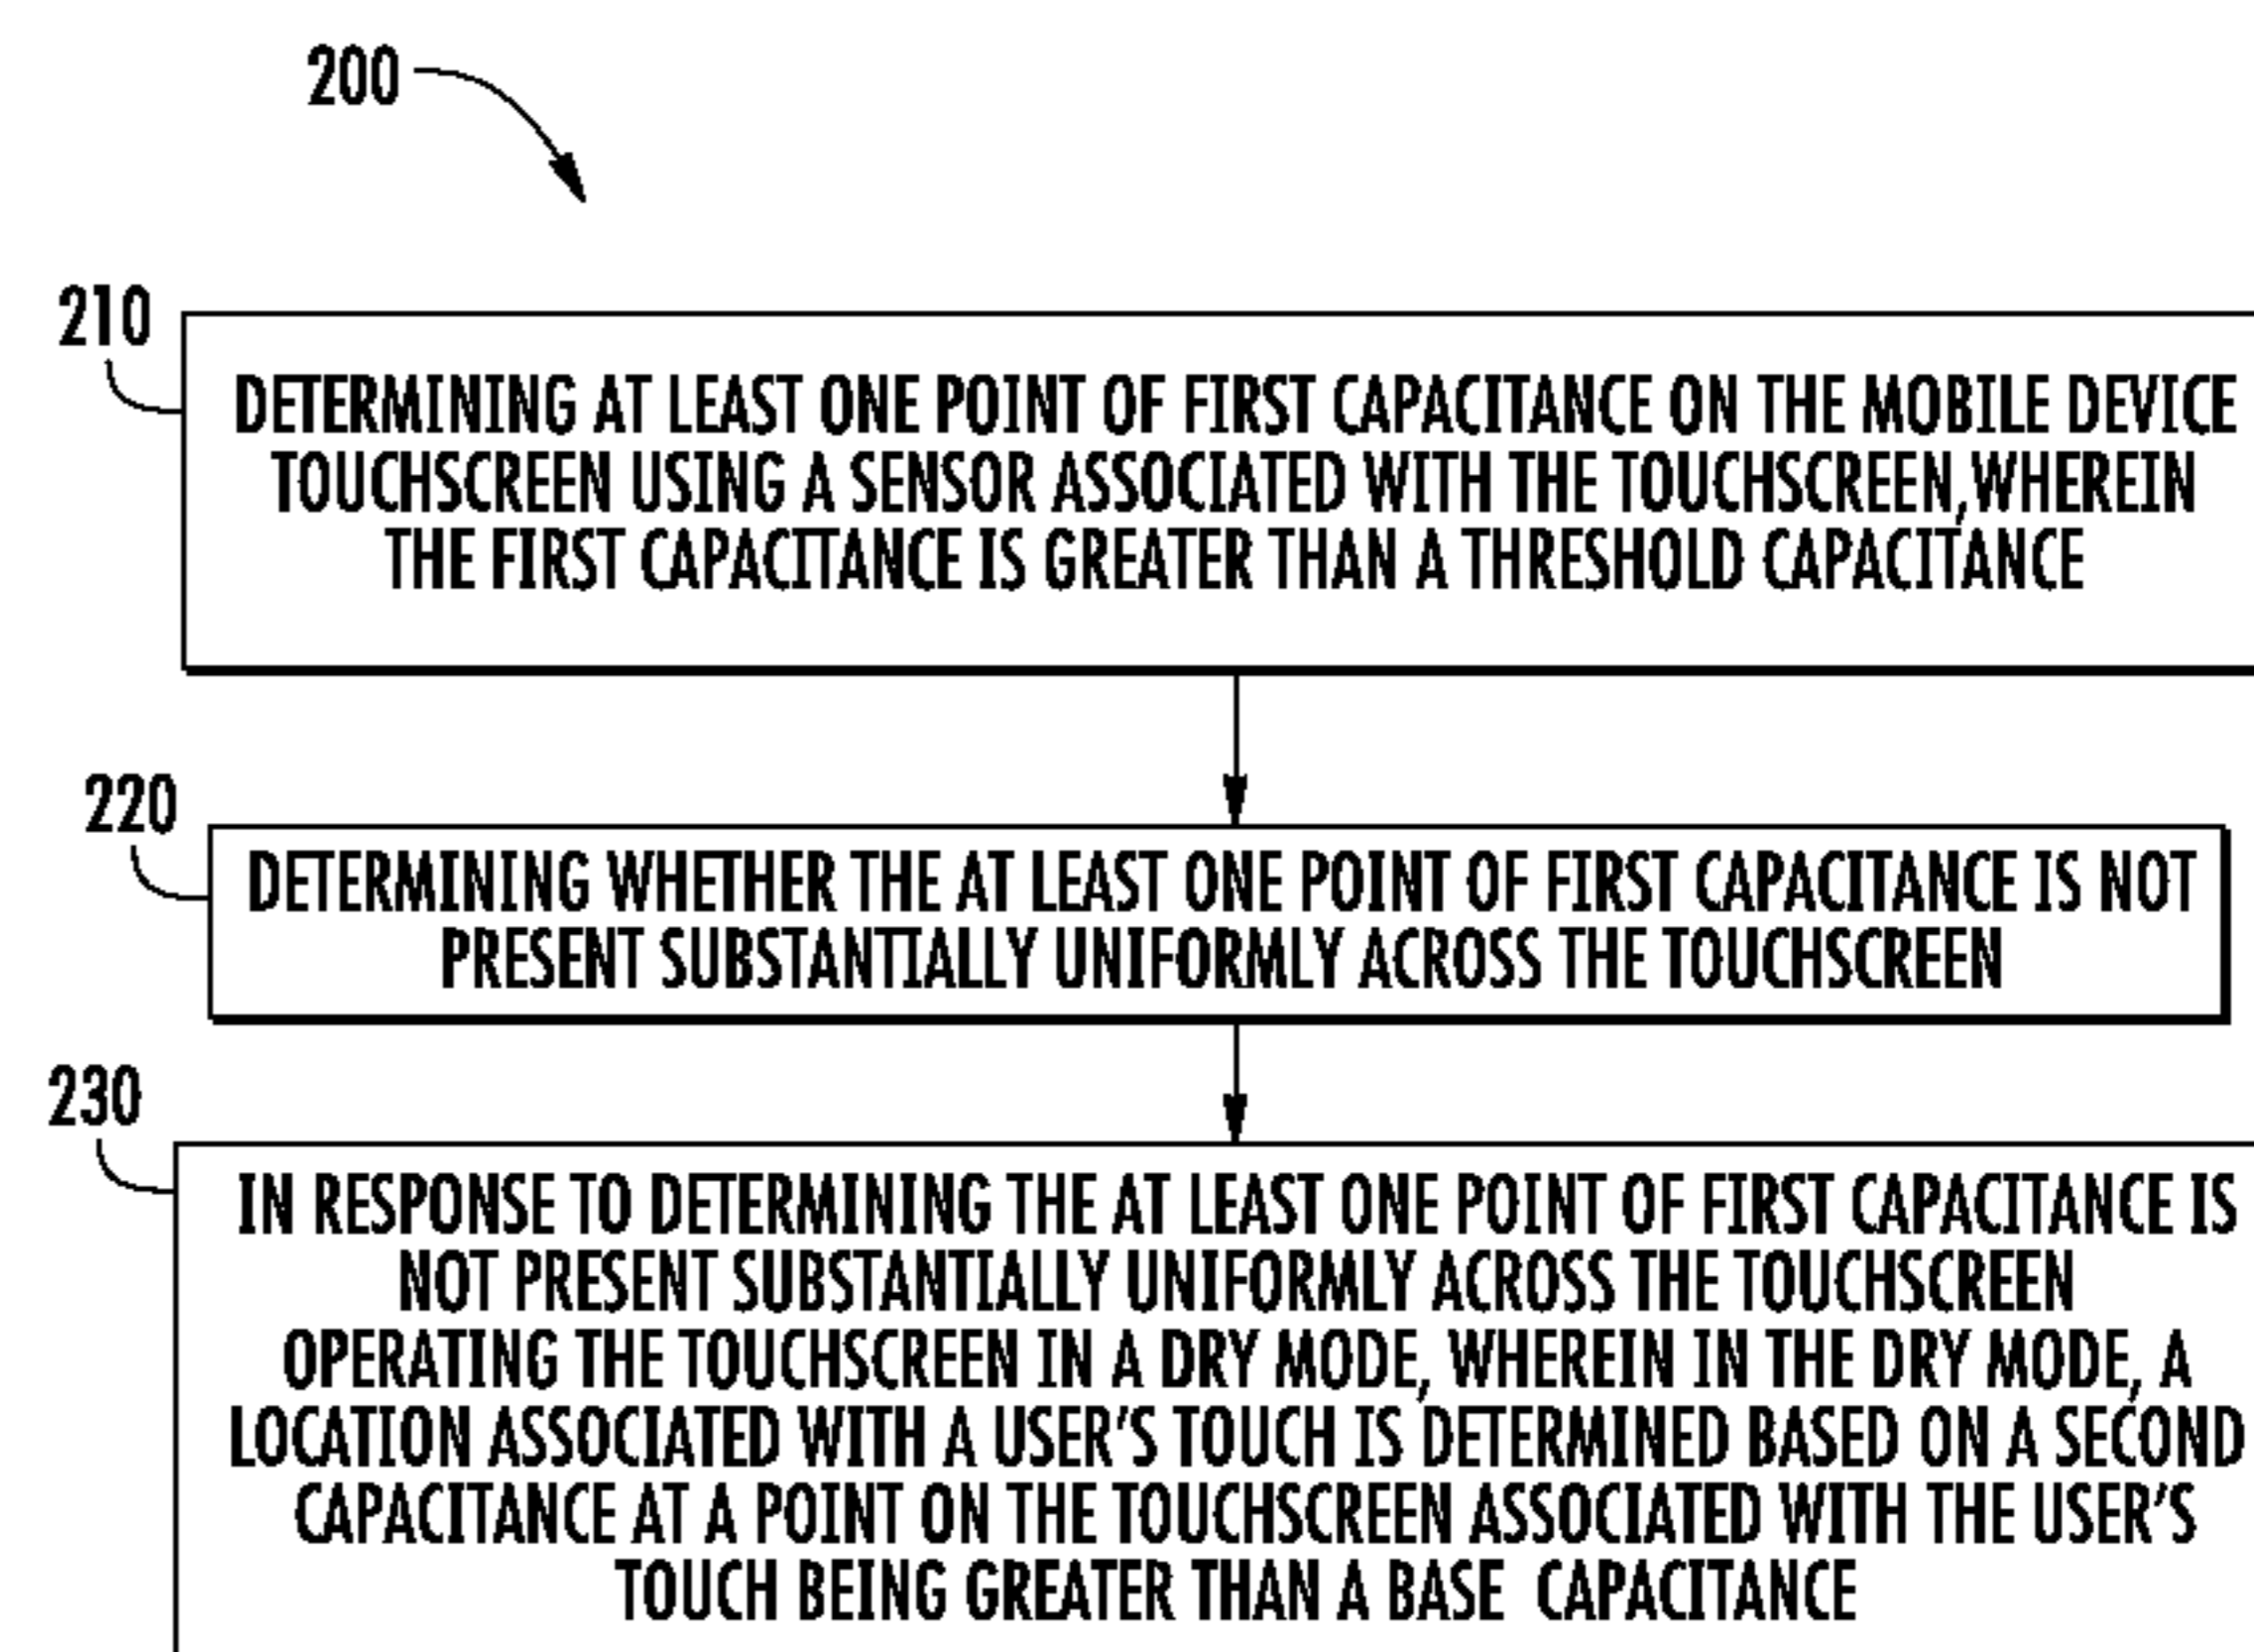 200
210
DETERMINING AT LEAST ONE POINT OF FIRST CAPACITANCE ON THE MOBILE DEVICE
TOUCHSCREEN USING A SENSOR ASSOCIATED WITH THE TOUCHSCREEN,WHEREIN
THE FIRST CAPACITANCE IS GREATER THAN A THRESHOLD CAPACITANCE
220
DETERMINING WHETHER THE AT LEAST ONE POINT OF FIRST CAPACITANCE IS NOT
PRESENT SUBSTANTIALLY UNIFORMLY ACROSS THE TOUCHSCREEN
230
IN RESPONSE TO DETERMINING THE AT LEAST ONE POINT OF FIRST CAPACITANCE IS
NOT PRESENT SUBSTANTIALLY UNIFORMLY ACROSS THE TOUCHSCREEN
OPERATING THE TOUCHSCREEN IN A DRY MODE, WHEREIN IN THE DRY MODE, A
LOCATION ASSOCIATED WITH A USER'S TOUCH IS DETERMINED BASED ON A SECOND
CAPACITANCE AT A POINT ON THE TOUCHSCREEN ASSOCIATED WITH THE USER'S
TOUCH BEING GREATER THAN A BASE CAPACITANCE